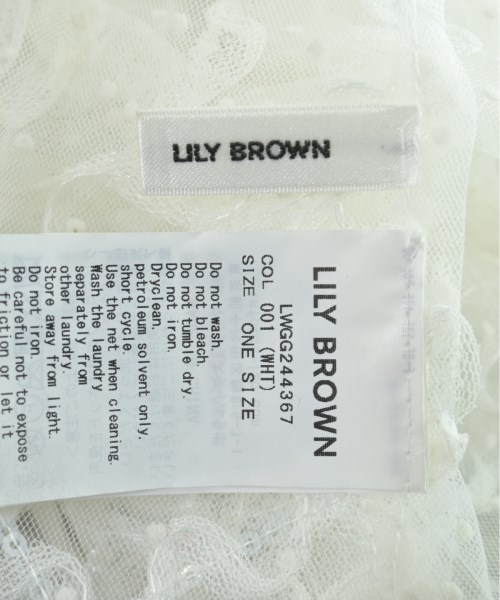 LILY BROWN
LILY BROWN
LWGG244367
COL 001 (WHT)
SIZE ONE SIZE
Do not wash.
Do not bleach.
Do not tumble dry.
Do not iron.
Dryclean.
petroleum solvent only.
short cycle.
Use the net when cleaning.
Wash the laundry
separately from
other laundry.
Store away from light.
Do not iron.
Be careful not to expose
to friction or let it